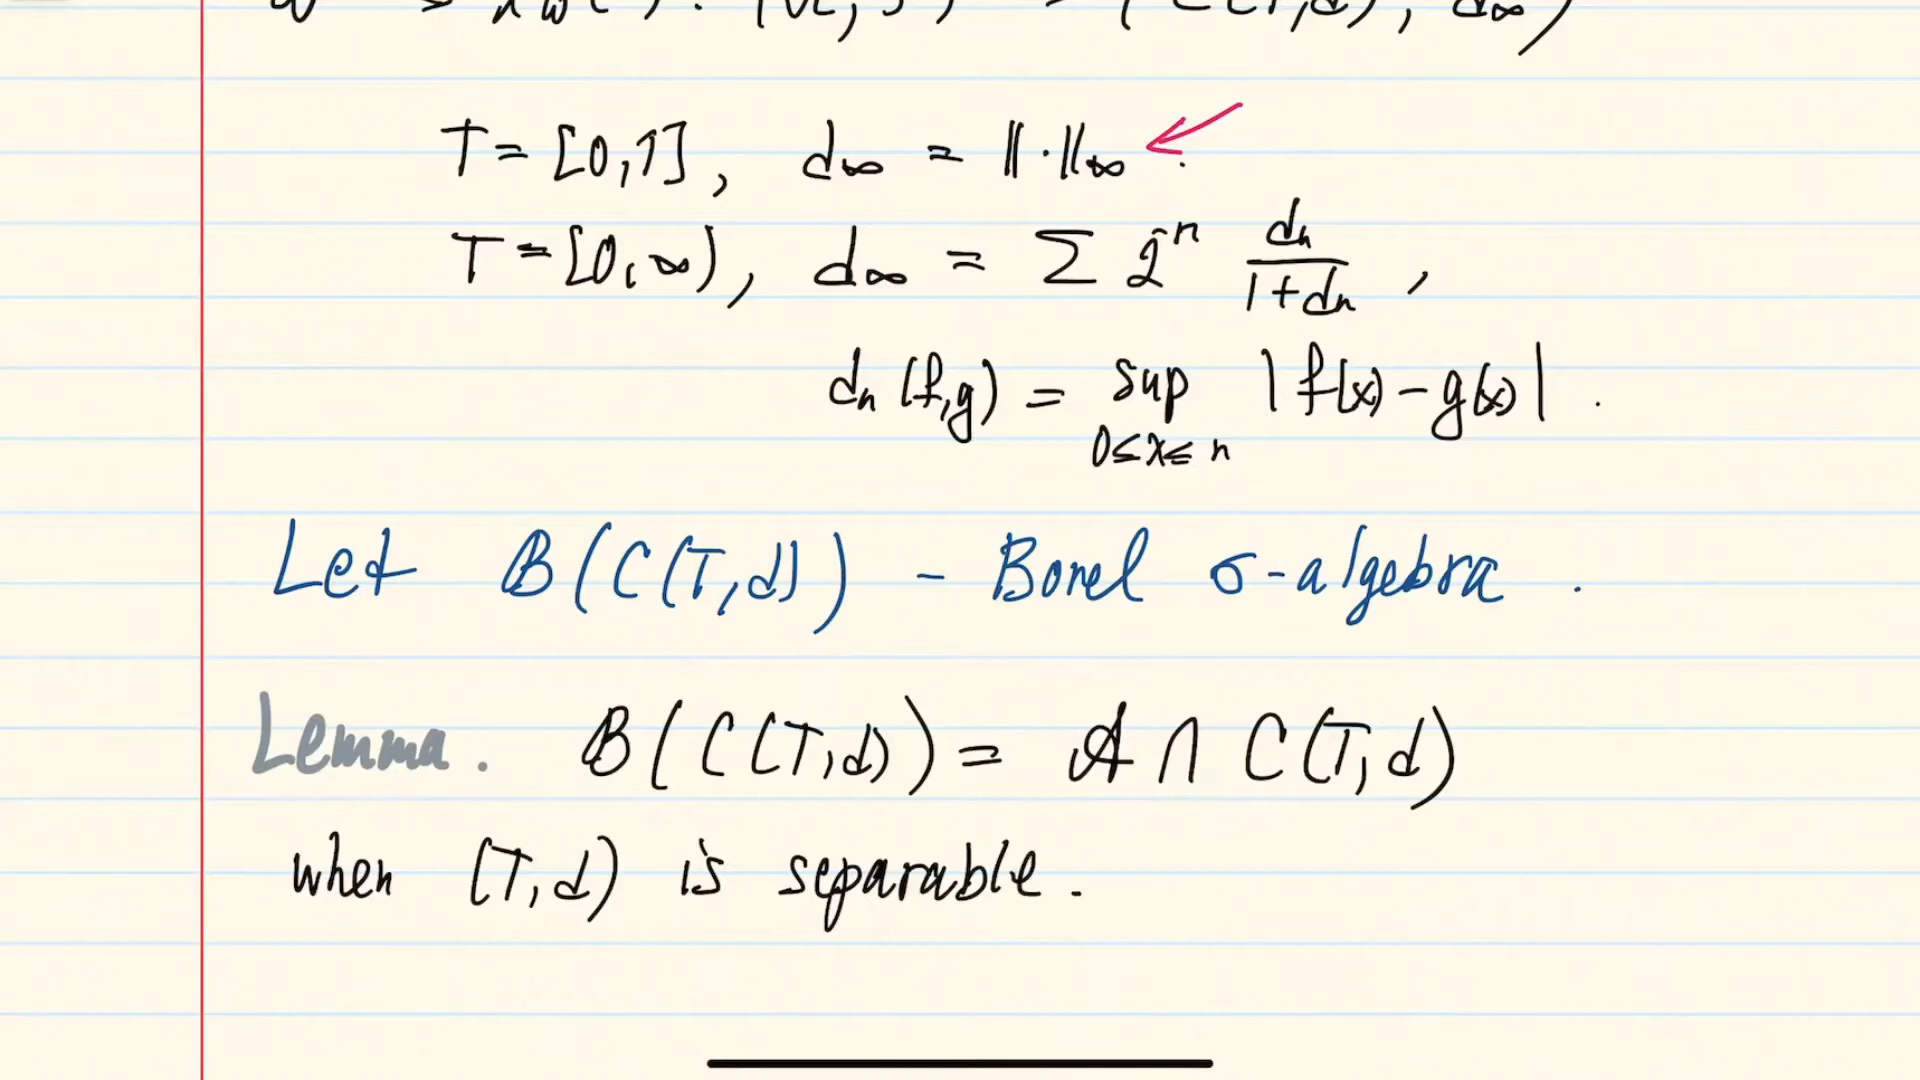 T = [0,1], d∞ = ‖·‖∞ .
T = [0,∞), d∞ = Σ 2⁻ⁿ dₙ/(1+dₙ) ,
dₙ(f,g) = sup |f(x) - g(x)| .
0≤x≤n
Let B(C(T,d)) - Borel σ-algebra .
Lemma. B(C(T,d)) = A ∩ C(T,d)
when (T,d) is separable.